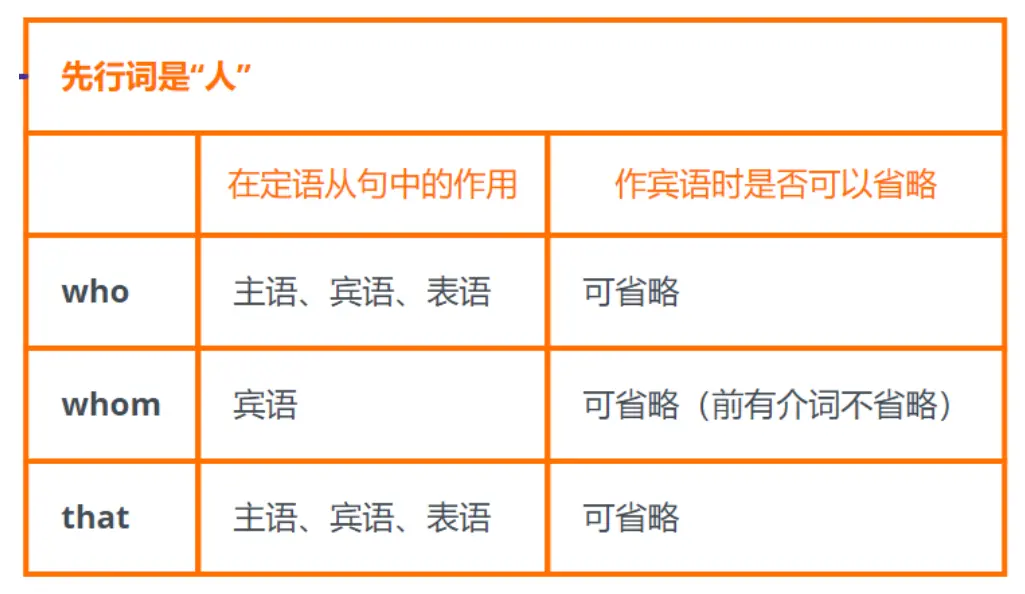 先行词是“人”
在定语从句中的作用 作宾语时是否可以省略
who 主语、宾语、表语 可省略
whom 宾语 可省略（前有介词不省略）
that 主语、宾语、表语 可省略